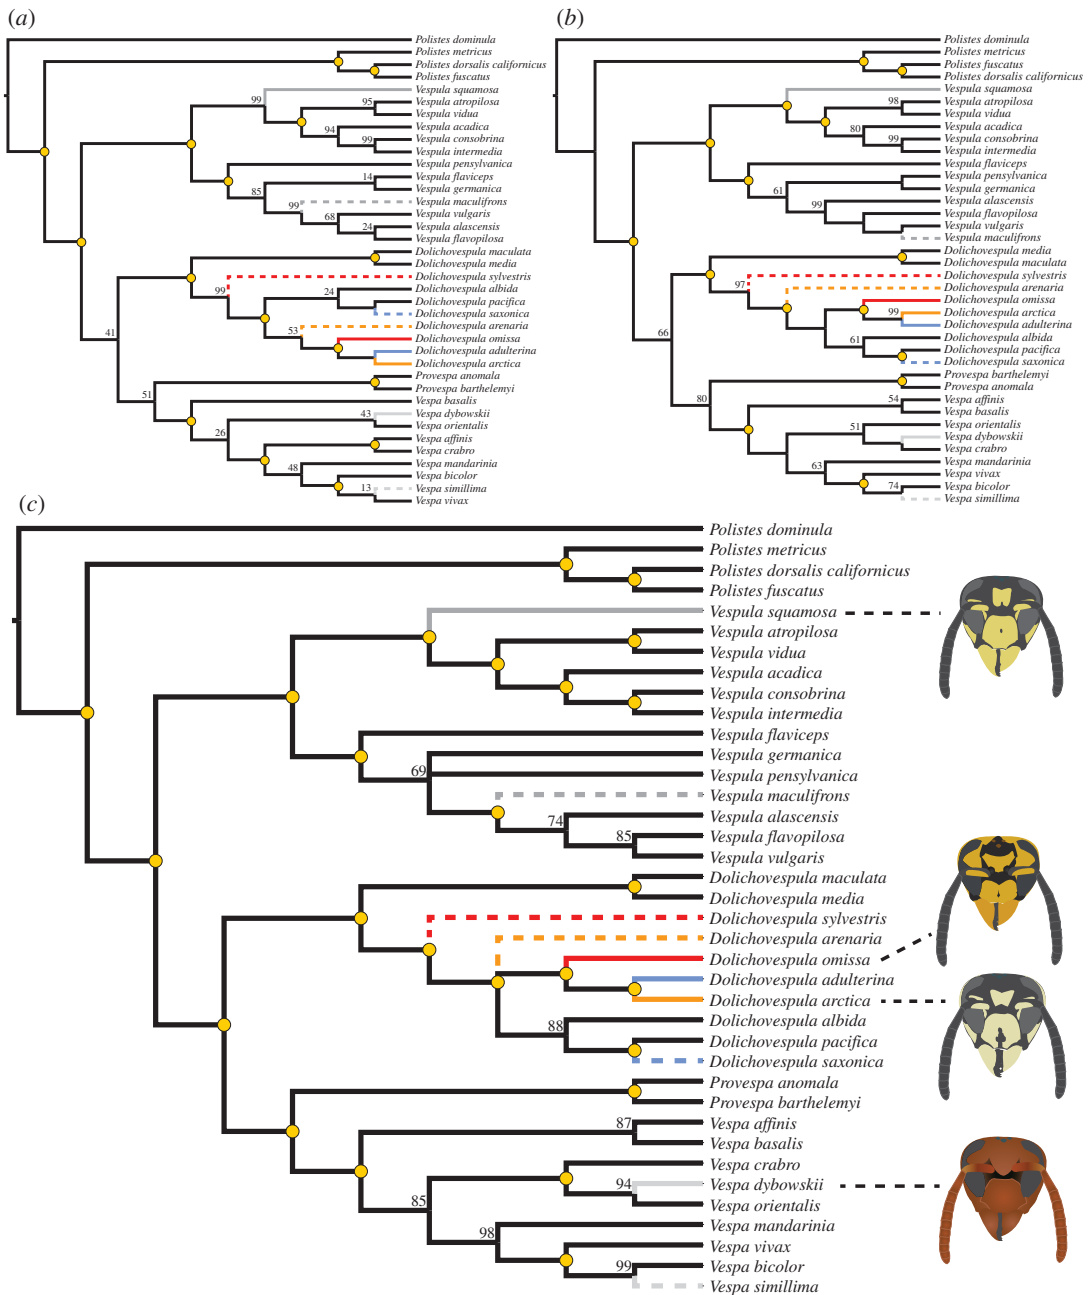 (a)
Polistes dominula
Polistes metricus
Polistes dorsalis californicus
Polistes fuscatus
Vespula squamosa
99
Vespula atropilosa
95
Vespula vidua
Vespula acadica
94
Vespula consobrina
99
Vespula intermedia
Vespula pensylvanica
Vespula flaviceps
14
85
Vespula germanica
Vespula maculifrons
99
Vespula vulgaris
68
Vespula alascensis
24
Vespula flavopilosa
Dolichovespula maculata
Dolichovespula media
Dolichovespula sylvestris
99
Dolichovespula albida
24
Dolichovespula pacifica
Dolichovespula saxonica
Dolichovespula arenaria
53
41
Dolichovespula omissa
Dolichovespula adulterina
Dolichovespula arctica
Provespa anomala
51
Provespa barthelemyi
Vespa basalis
Vespa dybowskii
43
Vespa orientalis
26
Vespa affinis
Vespa crabro
Vespa mandarinia
48
Vespa bicolor
Vespa simillima
13
Vespa vivax
(b)
Polistes dominula
Polistes metricus
Polistes fuscatus
Polistes dorsalis californicus
Vespula squamosa
Vespula atropilosa
98
Vespula vidua
Vespula acadica
80
Vespula consobrina
99
Vespula intermedia
Vespula flaviceps
Vespula pensylvanica
61
Vespula germanica
Vespula alascensis
99
Vespula flavopilosa
Vespula vulgaris
Vespula maculifrons
Dolichovespula media
Dolichovespula maculata
Dolichovespula sylvestris
97
Dolichovespula arenaria
Dolichovespula omissa
Dolichovespula arctica
99
Dolichovespula adulterina
66
Dolichovespula albida
61
Dolichovespula pacifica
Dolichovespula saxonica
Provespa barthelemyi
Provespa anomala
80
Vespa affinis
54
Vespa basalis
Vespa orientalis
51
Vespa dybowskii
Vespa crabro
Vespa mandarinia
63
Vespa vivax
Vespa bicolor
74
Vespa simillima
(c)
Polistes dominula
Polistes metricus
Polistes dorsalis californicus
Polistes fuscatus
Vespula squamosa
Vespula atropilosa
Vespula vidua
Vespula acadica
Vespula consobrina
Vespula intermedia
Vespula flaviceps
Vespula germanica
69
Vespula pensylvanica
Vespula maculifrons
Vespula alascensis
74
Vespula flavopilosa
85
Vespula vulgaris
Dolichovespula maculata
Dolichovespula media
Dolichovespula sylvestris
Dolichovespula arenaria
Dolichovespula omissa
Dolichovespula adulterina
Dolichovespula arctica
Dolichovespula albida
88
Dolichovespula pacifica
Dolichovespula saxonica
Provespa anomala
Provespa barthelemyi
Vespa affinis
87
Vespa basalis
Vespa crabro
Vespa dybowskii
94
Vespa orientalis
85
Vespa mandarinia
98
Vespa vivax
Vespa bicolor
99
Vespa simillima